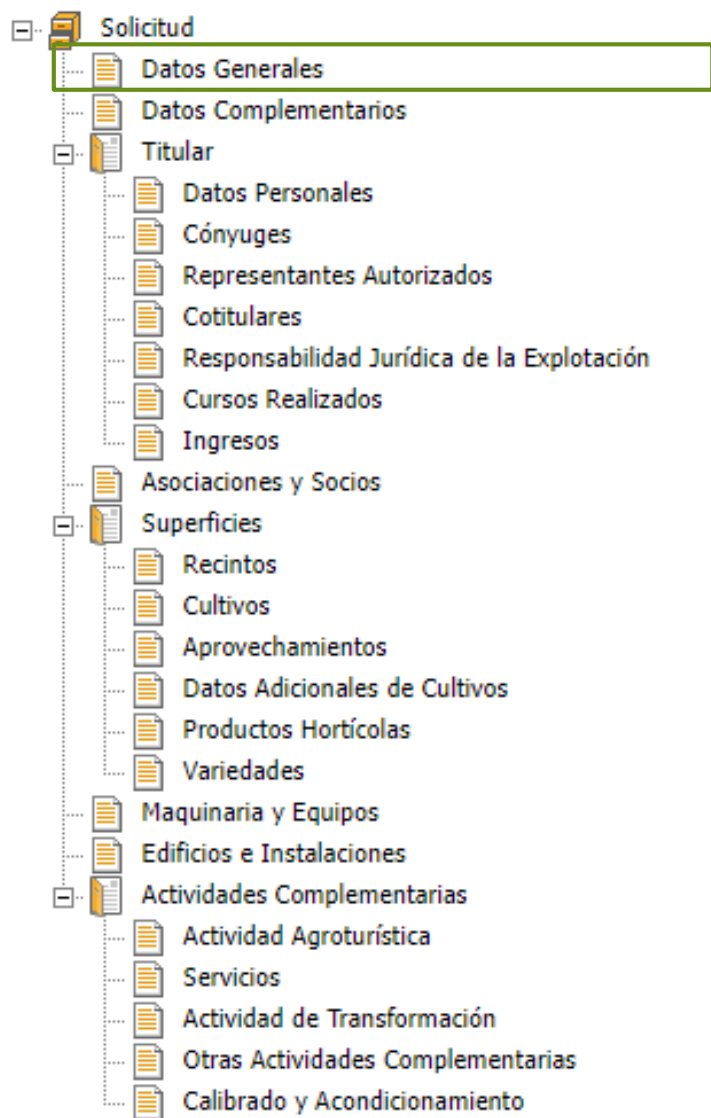 Solicitud
Datos Generales
Datos Complementarios
Titular
Datos Personales
Cónyuges
Representantes Autorizados
Cotitulares
Responsabilidad Jurídica de la Explotación
Cursos Realizados
Ingresos
Asociaciones y Socios
Superficies
Recintos
Cultivos
Aprovechamientos
Datos Adicionales de Cultivos
Productos Hortícolas
Variedades
Maquinaria y Equipos
Edificios e Instalaciones
Actividades Complementarias
Actividad Agroturística
Servicios
Actividad de Transformación
Otras Actividades Complementarias
Calibrado y Acondicionamiento